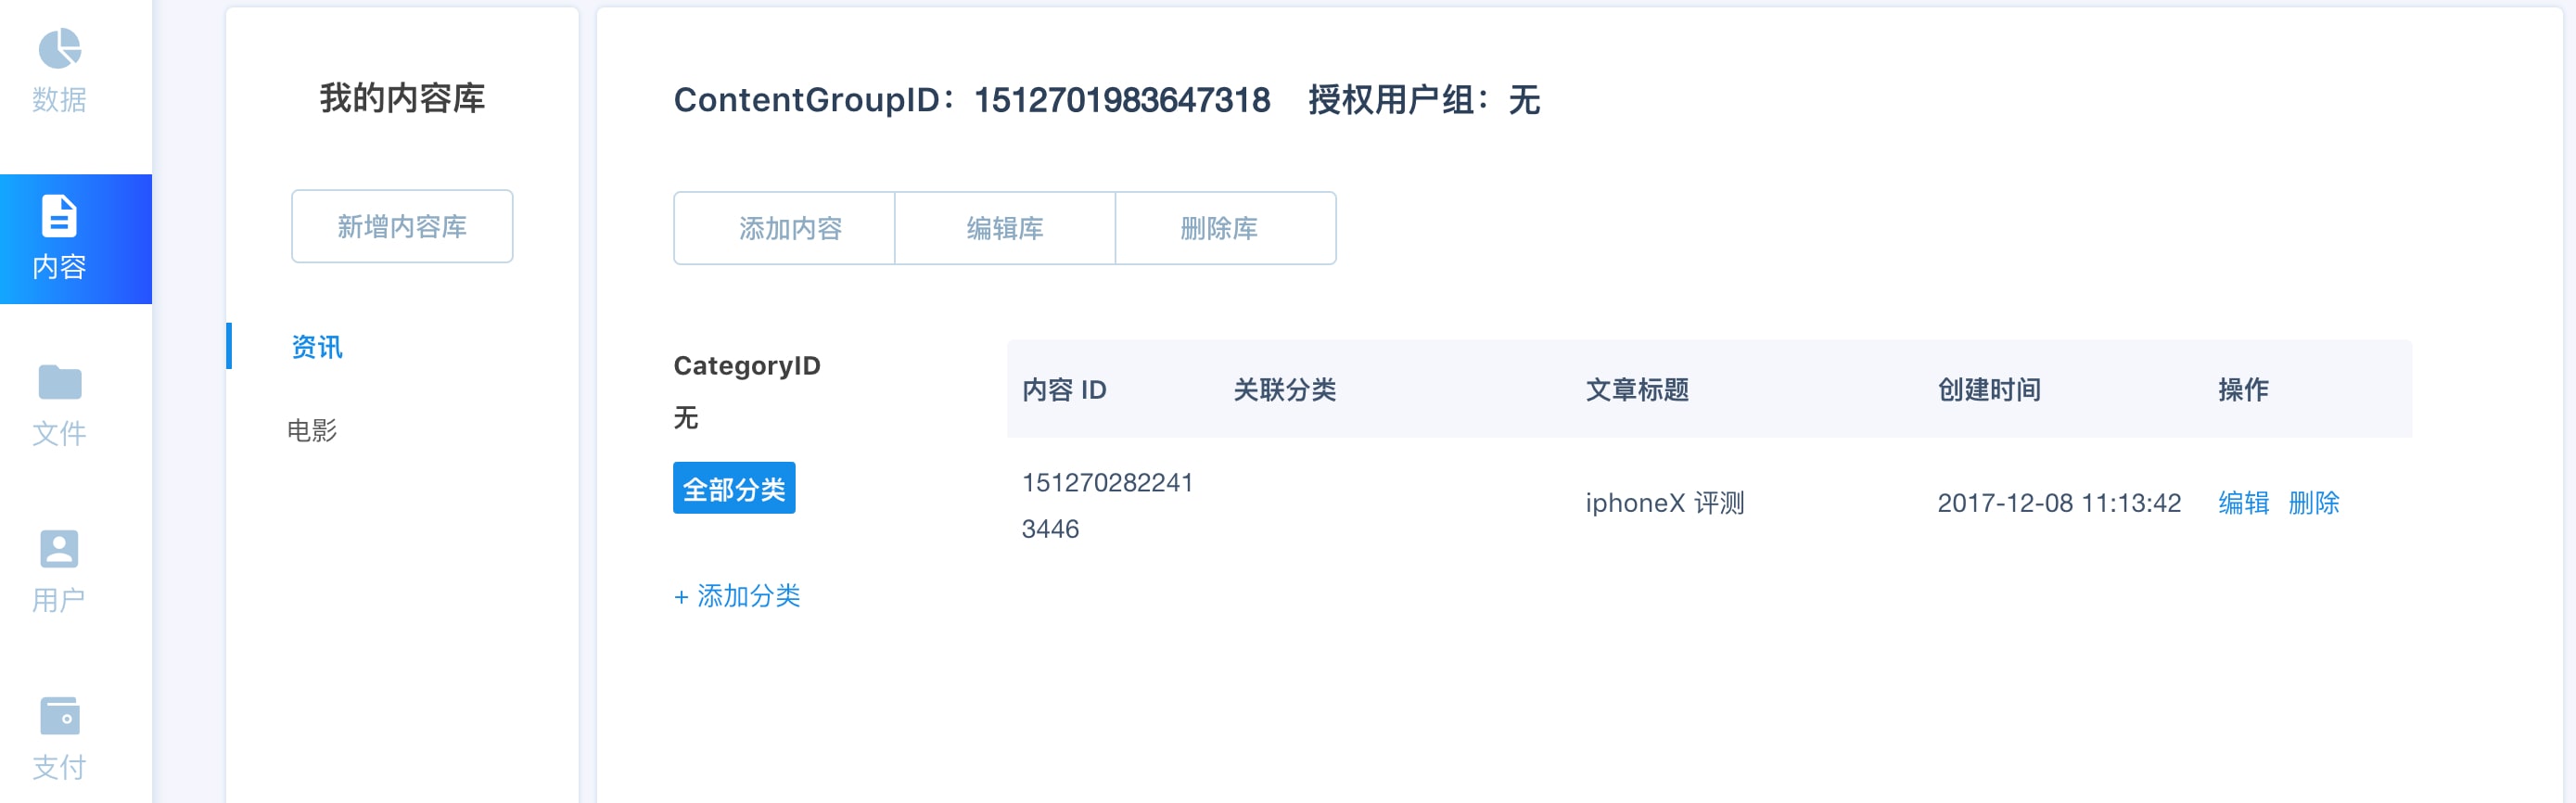 数据
内容
文件
用户
支付
我的内容库
新增内容库
资讯
电影
ContentGroupID：1512701983647318 授权用户组：无
添加内容 编辑库 删除库
CategoryID
无
全部分类
+ 添加分类
内容 ID 关联分类 文章标题 创建时间 操作
151270282241
3446
iphoneX 评测 2017-12-08 11:13:42 编辑 删除